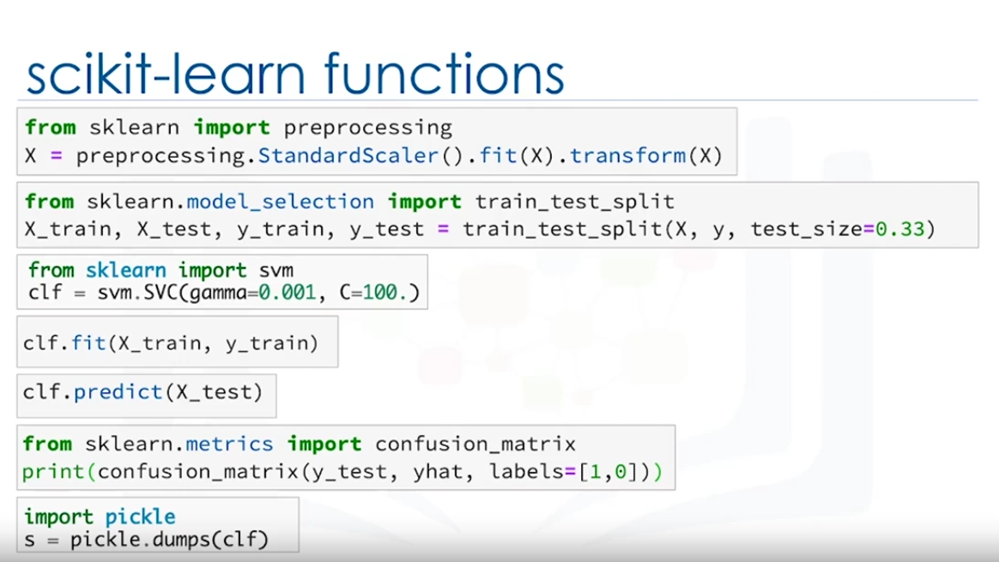 scikit-learn functions
from sklearn import preprocessing
X = preprocessing.StandardScaler().fit(X).transform(X)
from sklearn.model_selection import train_test_split
X_train, X_test, y_train, y_test = train_test_split(X, y, test_size=0.33)
from sklearn import svm
clf = svm.SVC(gamma=0.001, C=100.)
clf.fit(X_train, y_train)
clf.predict(X_test)
from sklearn.metrics import confusion_matrix
print(confusion_matrix(y_test, yhat, labels=[1,0]))
import pickle
s = pickle.dumps(clf)